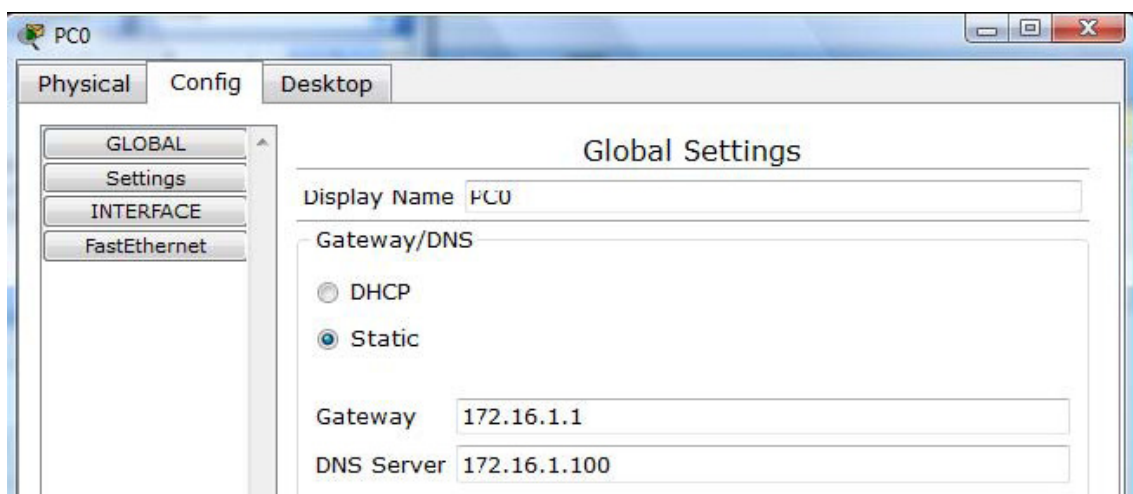 PC0
Physical Config Desktop
GLOBAL
Settings
INTERFACE
FastEthernet
Global Settings
Display Name PC0
Gateway/DNS
DHCP
Static
Gateway 172.16.1.1
DNS Server 172.16.1.100